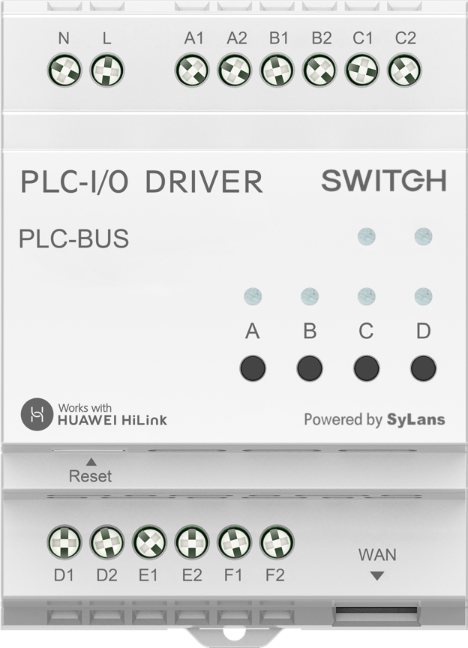 N L A1 A2 B1 B2 C1 C2
PLC-I/O DRIVER SWITCH
PLC-BUS
A B C D
Works with
HUAWEI HiLink
Powered by SyLans
Reset
WAN
D1 D2 E1 E2 F1 F2